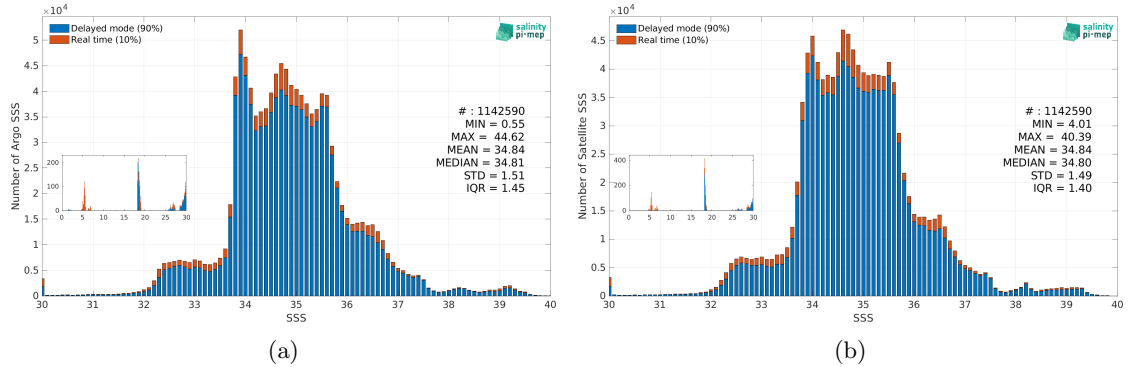 ×10⁴
Delayed mode (90%)
Real time (10%)
salinity
pi-mep
# : 1142590
MIN = 0.55
MAX = 44.62
MEAN = 34.84
MEDIAN = 34.81
STD = 1.51
IQR = 1.45
Number of Argo SSS
5
4.5
4
3.5
3
2.5
2
1.5
1
0.5
0
200
100
0
0 5 10 15 20 25 30
30 31 32 33 34 35 36 37 38 39 40
SSS
(a)
×10⁴
Delayed mode (90%)
Real time (10%)
salinity
pi-mep
# : 1142590
MIN = 4.01
MAX = 40.39
MEAN = 34.84
MEDIAN = 34.80
STD = 1.49
IQR = 1.40
Number of Satellite SSS
4.5
4
3.5
3
2.5
2
1.5
1
0.5
0
400
200
0
0 5 10 15 20 25 30
30 31 32 33 34 35 36 37 38 39 40
SSS
(b)